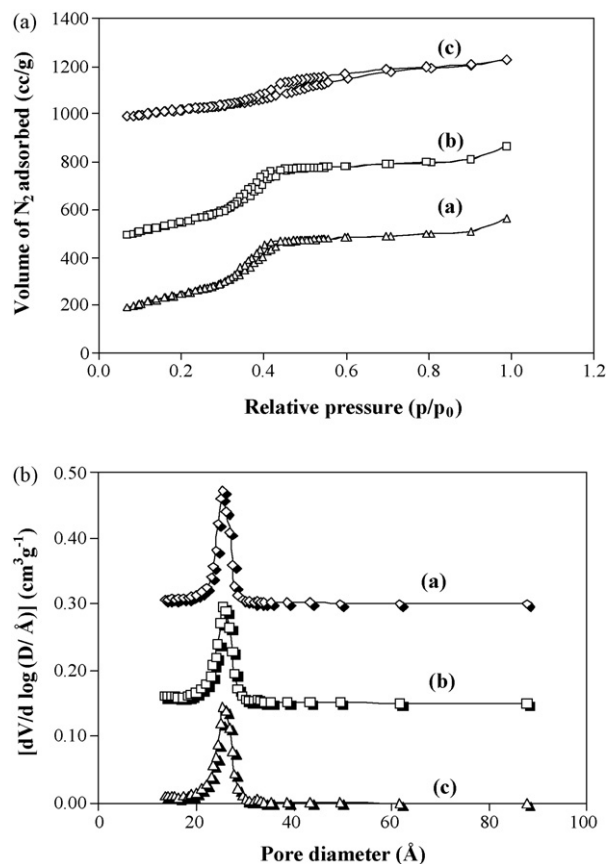 (a)
1400
1200
1000
800
600
400
200
0
Volume of N₂ adsorbed (cc/g)
(c)
(b)
(a)
0.0 0.2 0.4 0.6 0.8 1.0 1.2
Relative pressure (p/p₀)
(b)
0.50
0.40
0.30
0.20
0.10
0.00
[dV/d log(D/ Å)] (cm³g⁻¹)
(a)
(b)
(c)
0 20 40 60 80 100
Pore diameter (Å)